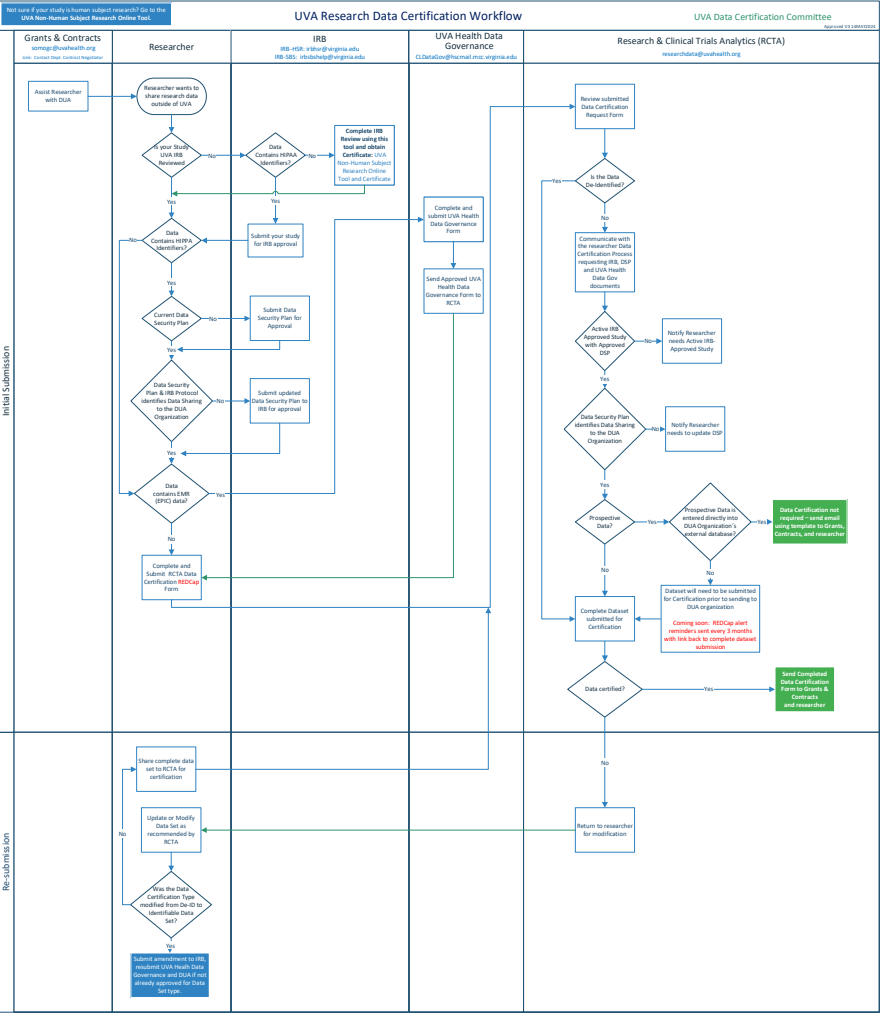 Not sure if your study is human subject research? Go to the
UVA Non-Human Subject Research Online Tool.
UVA Research Data Certification Workflow
UVA Data Certification Committee
Grants & Contracts
somogc@uvahealth.org
Researcher
IRB
IRB-HSR: irbhsr@virginia.edu
IRB-SBS: irbsbshelp@virginia.edu
UVA Health Data
Governance
CLDataGov@hscmail.mcc.virginia.edu
Research & Clinical Trials Analytics (RCTA)
researchdata@uvahealth.org
Initial Submission
Assist Researcher
with DUA
Researcher wants to
share research data
outside of UVA
Is your Study
UVA IRB
Reviewed
No
Yes
Data
Contains HIPAA
Identifiers?
No
Yes
Complete IRB
Review using this
tool and obtain
Certificate: UVA
Non-Human Subject
Research Online
Tool and Certificate
Submit your study
for IRB approval
Data
Contains HIPPA
Identifiers?
No
Yes
Current Data
Security Plan
No
Yes
Submit Data
Security Plan for
Approval
Data Security
Plan & IRB Protocol
identifies Data Sharing
to the DUA
Organization
No
Yes
Submit updated
Data Security Plan to
IRB for approval
Data
contains EMR
(EPIC) data?
Yes
No
Complete and
Submit RCTA Data
Certification REDCap
Form
Complete and
submit UVA Health
Data Governance
Form
Send Approved UVA
Health Data
Governance Form to
RCTA
Review submitted
Data Certification
Request Form
Is the Data
De-Identified?
Yes
No
Communicate with
the researcher Data
Certification Process
requesting IRB, DSP
and UVA Health
Data Gov
documents
Active IRB
Approved Study
with Approved
DSP
No
Yes
Notify Researcher
needs Active IRB-
Approved Study
Data Security Plan
identifies Data Sharing
to the DUA
Organization
No
Yes
Notify Researcher
needs to update DSP
Prospective
Data?
Yes
No
Prospective Data is
entered directly into
DUA Organization's
external database?
Yes
No
Data Certification not
required – send email
using template to Grants,
Contracts, and researcher
Dataset will need to be submitted
for Certification prior to sending to
DUA organization
Coming soon: REDCap alert
reminders sent every 3 months
with link back to complete dataset
submission
Complete Dataset
submitted for
Certification
Data certified?
Yes
No
Send Completed
Data Certification
Form to Grants &
Contracts
and researcher
Re-submission
Share complete data
set to RCTA for
certification
Update or Modify
Data Set as
recommended by
RCTA
Return to researcher
for modification
No
Was the Data
Certification Type
modified from De-ID to
Identifiable Data
Set?
Yes
Submit amendment to IRB,
resubmit UVA Healh Data
Governance and DUA if not
already approved for Data
Set type.